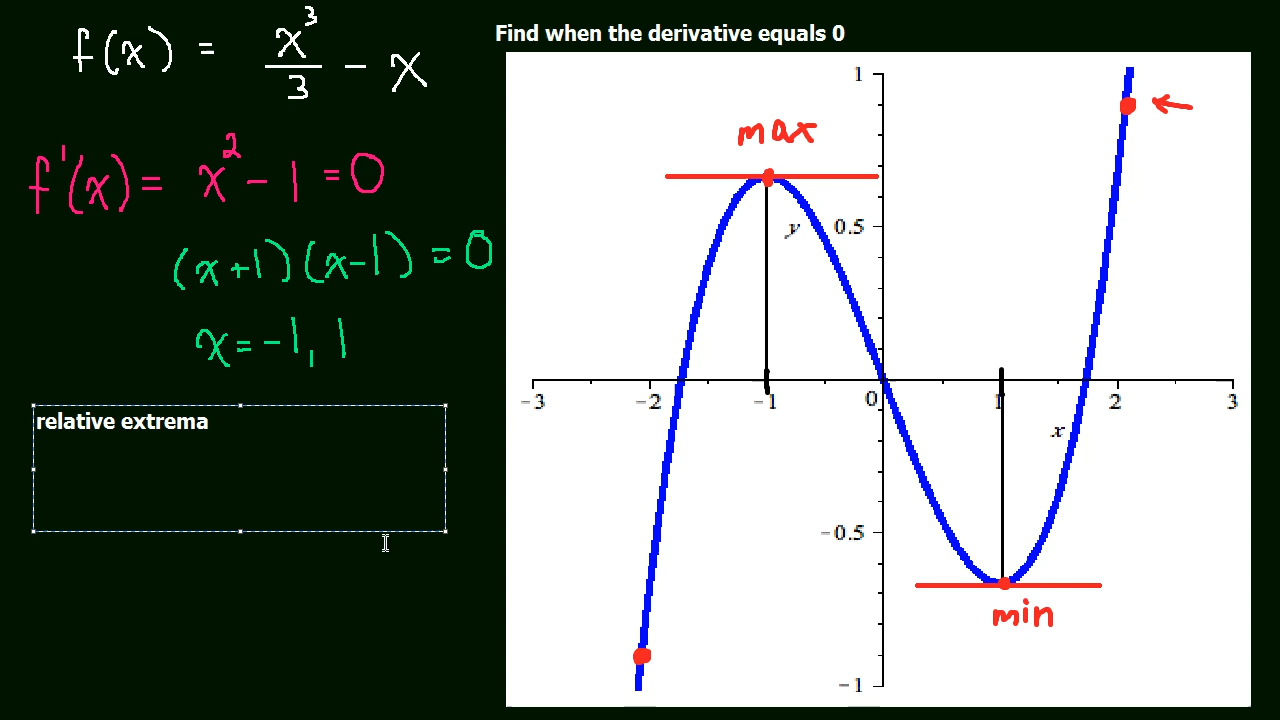 f(x) = x³/3 - x
f'(x) = x² - 1 = 0
(x+1)(x-1) = 0
x = -1, 1
relative extrema
Find when the derivative equals 0
1
max
y
0.5
-3 -2 -1 0 1 2 3
x
-0.5
min
-1